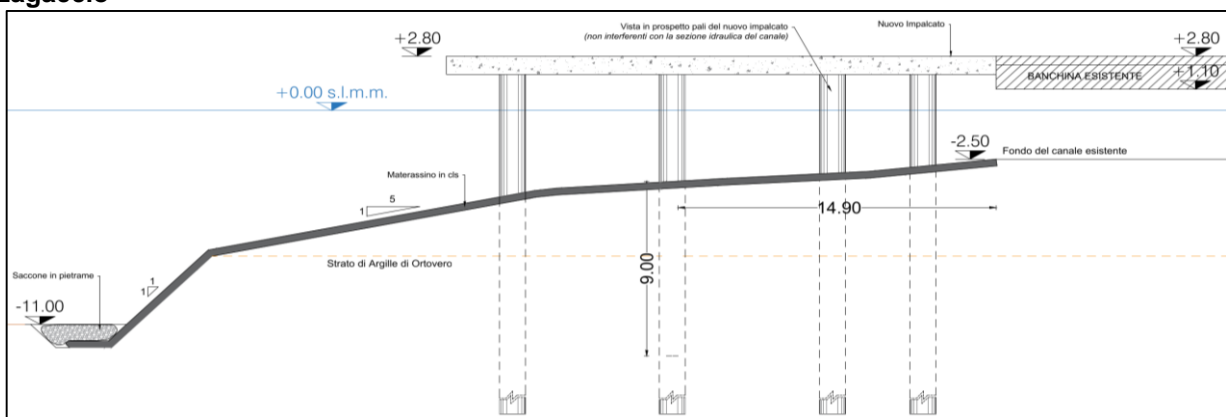 Vista in prospetto pali del nuovo impalcato
(non interferenti con la sezione idraulica del canale)
Nuovo Impalcato
+2.80
+2.80
BANCHINA ESISTENTE
+1.10
+0.00 s.l.m.m.
-2.50
Fondo del canale esistente
Materassino in cls
5
1
14.90
Strato di Argille di Ortovero
9.00
Saccone in pietrame
1
1
-11.00